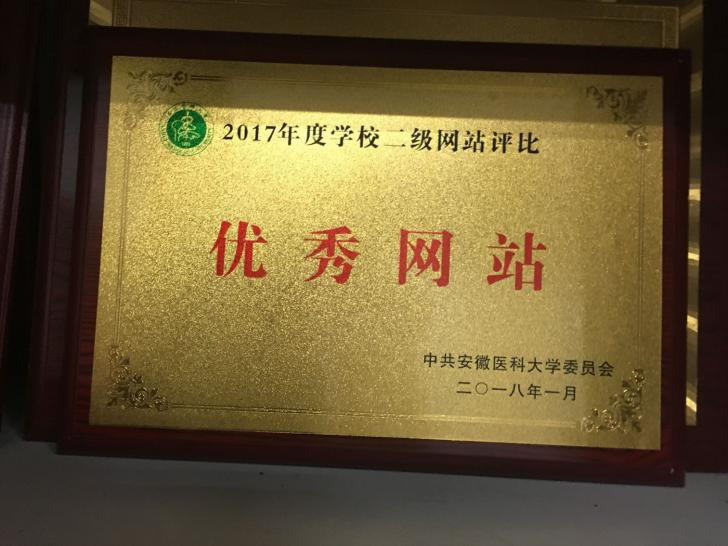 2017年度学校二级网站评比
优秀网站
中共安徽医科大学委员会
二〇一八年一月